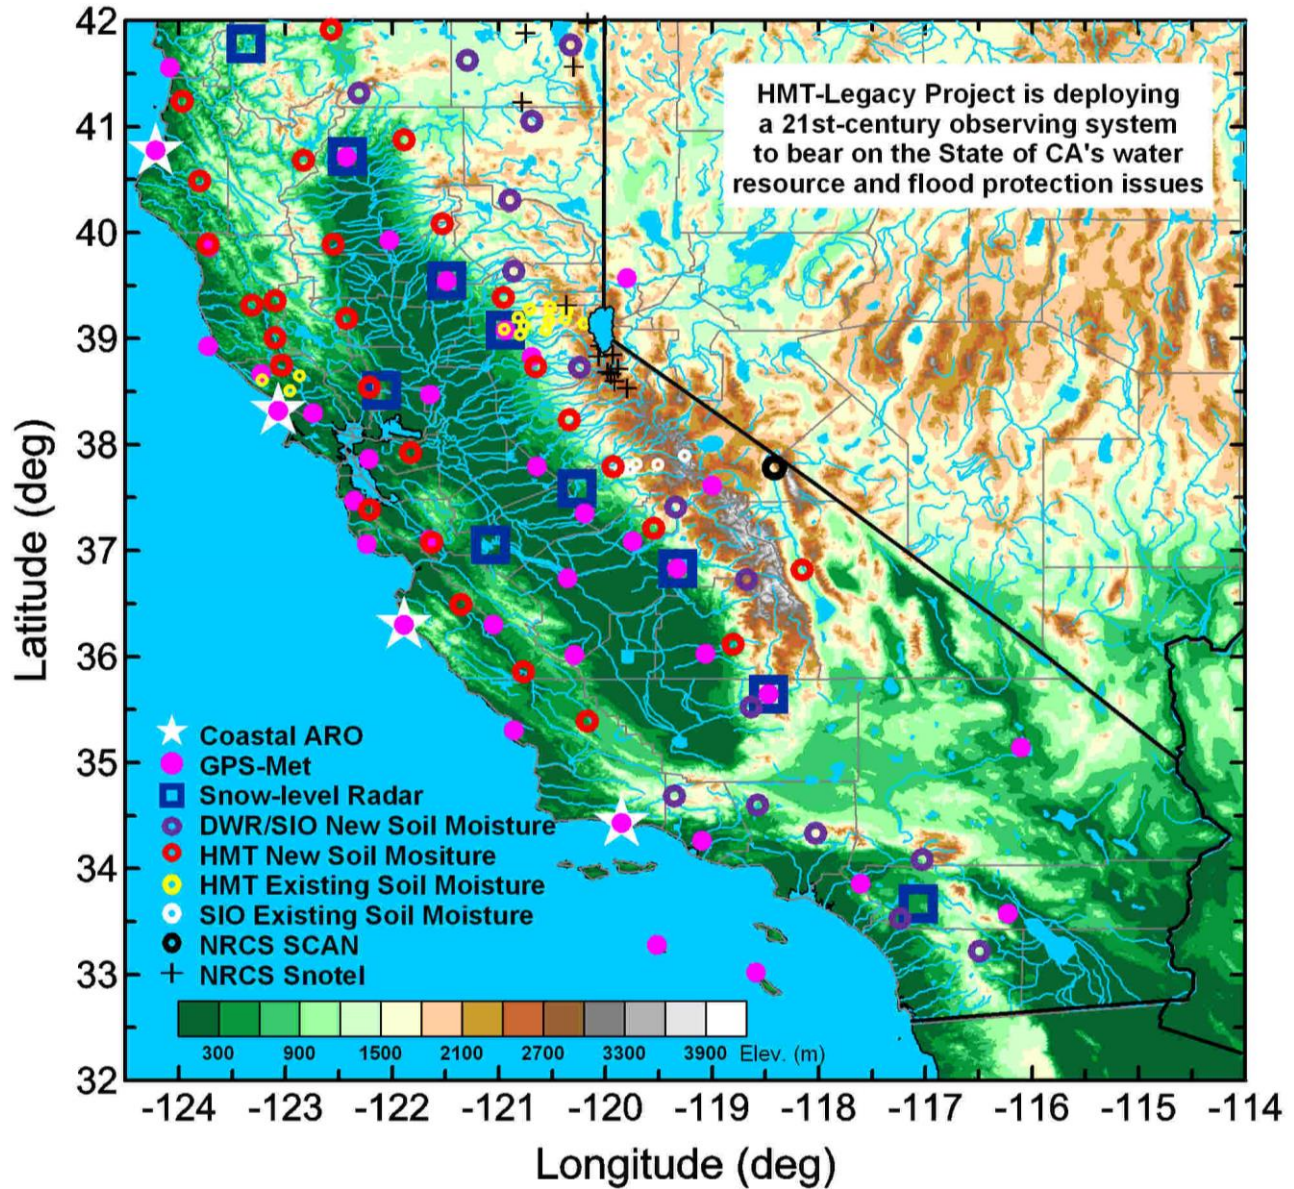 42
41
40
39
38
37
36
35
34
33
32
Latitude (deg)
HMT-Legacy Project is deploying
a 21st-century observing system
to bear on the State of CA's water
resource and flood protection issues
Coastal ARO
GPS-Met
Snow-level Radar
DWR/SIO New Soil Moisture
HMT New Soil Mositure
HMT Existing Soil Moisture
SIO Existing Soil Moisture
NRCS SCAN
NRCS Snotel
300 900 1500 2100 2700 3300 3900 Elev. (m)
-124 -123 -122 -121 -120 -119 -118 -117 -116 -115 -114
Longitude (deg)